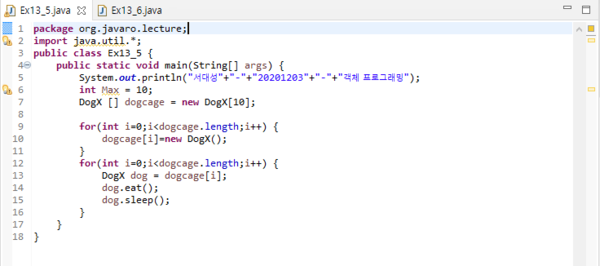 Ex13_5.java
Ex13_6.java
1 package org.javaro.lecture;
2 import java.util.*;
3 public class Ex13_5 {
4 public static void main(String[] args) {
5 System.out.println("서대성"+"-"+"20201203"+"-"+"객체 프로그래밍");
6 int Max = 10;
7 DogX [] dogcage = new DogX[10];
8
9 for(int i=0;i<dogcage.length;i++) {
10 dogcage[i]=new DogX();
11 }
12 for(int i=0;i<dogcage.length;i++) {
13 DogX dog = dogcage[i];
14 dog.eat();
15 dog.sleep();
16 }
17 }
18 }